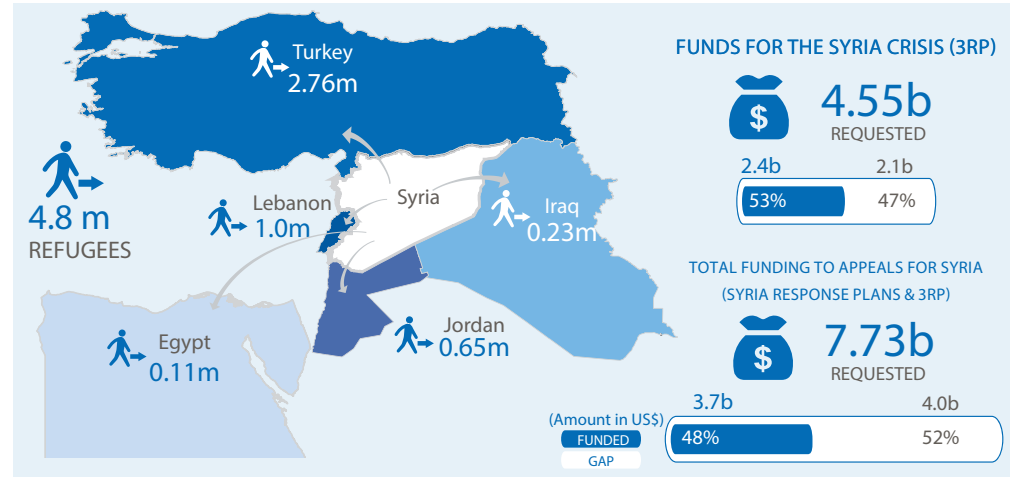 Turkey
2.76m
4.8 m
REFUGEES
Lebanon
1.0m
Syria
Iraq
0.23m
Egypt
0.11m
Jordan
0.65m
FUNDS FOR THE SYRIA CRISIS (3RP)
$
4.55b
REQUESTED
2.4b 2.1b
53% 47%
TOTAL FUNDING TO APPEALS FOR SYRIA
(SYRIA RESPONSE PLANS & 3RP)
$
7.73b
REQUESTED
3.7b 4.0b
(Amount in US$)
FUNDED
GAP
48% 52%